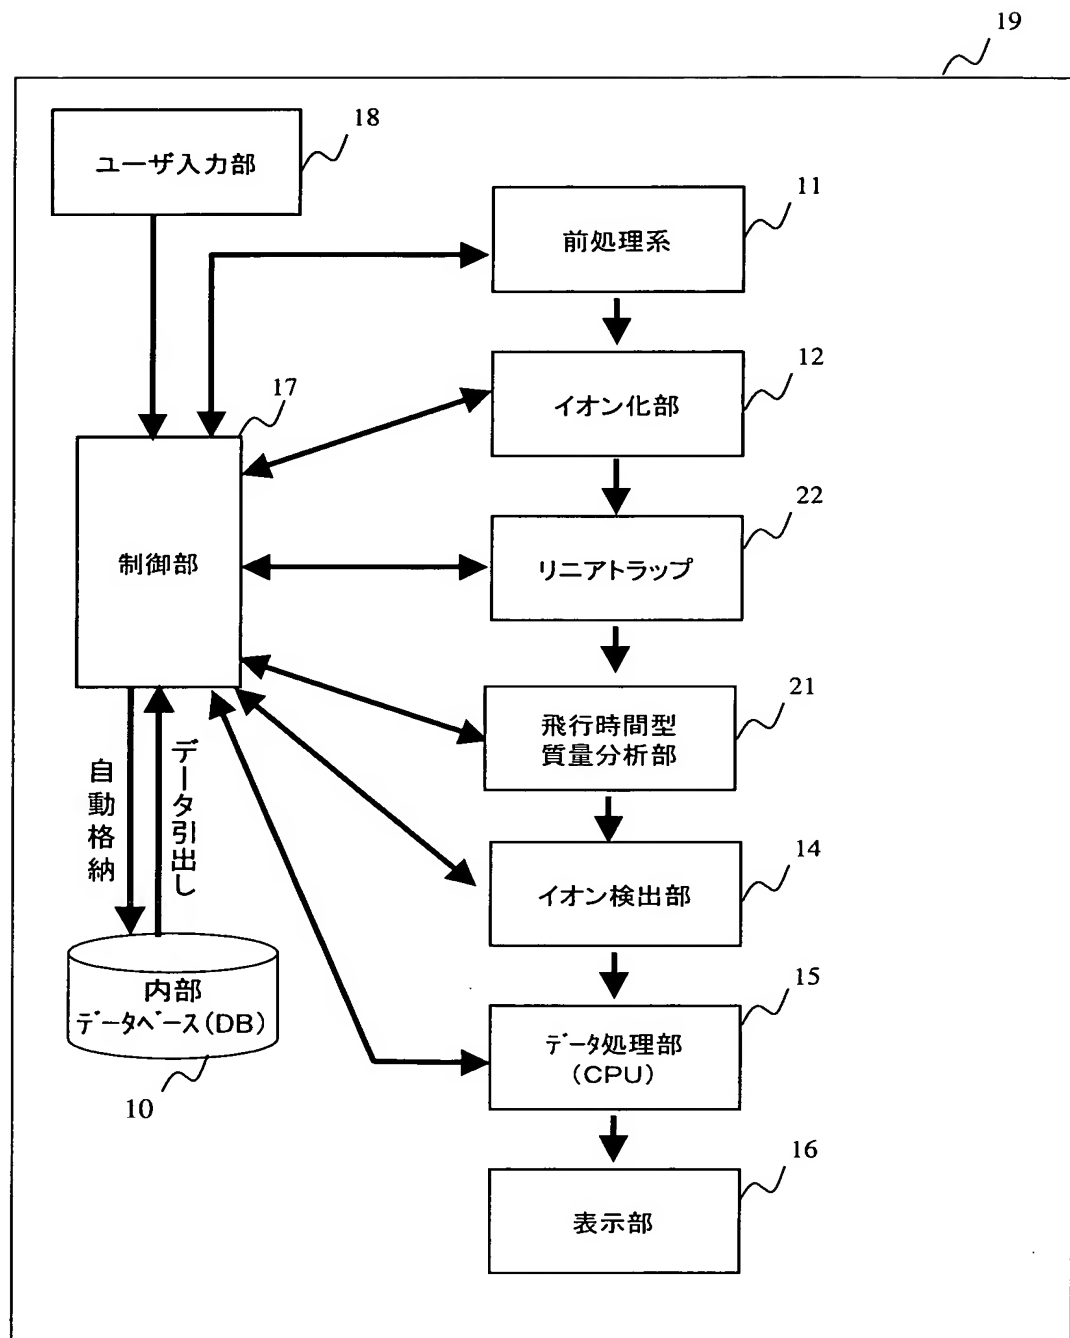 19
18
ユーザ入力部
11
前処理系
12
イオン化部
17
制御部
22
リニアトラップ
21
飛行時間型
質量分析部
自動格納
データ引出し
14
イオン検出部
内部
データベース(DB)
10
15
データ処理部
(CPU)
16
表示部